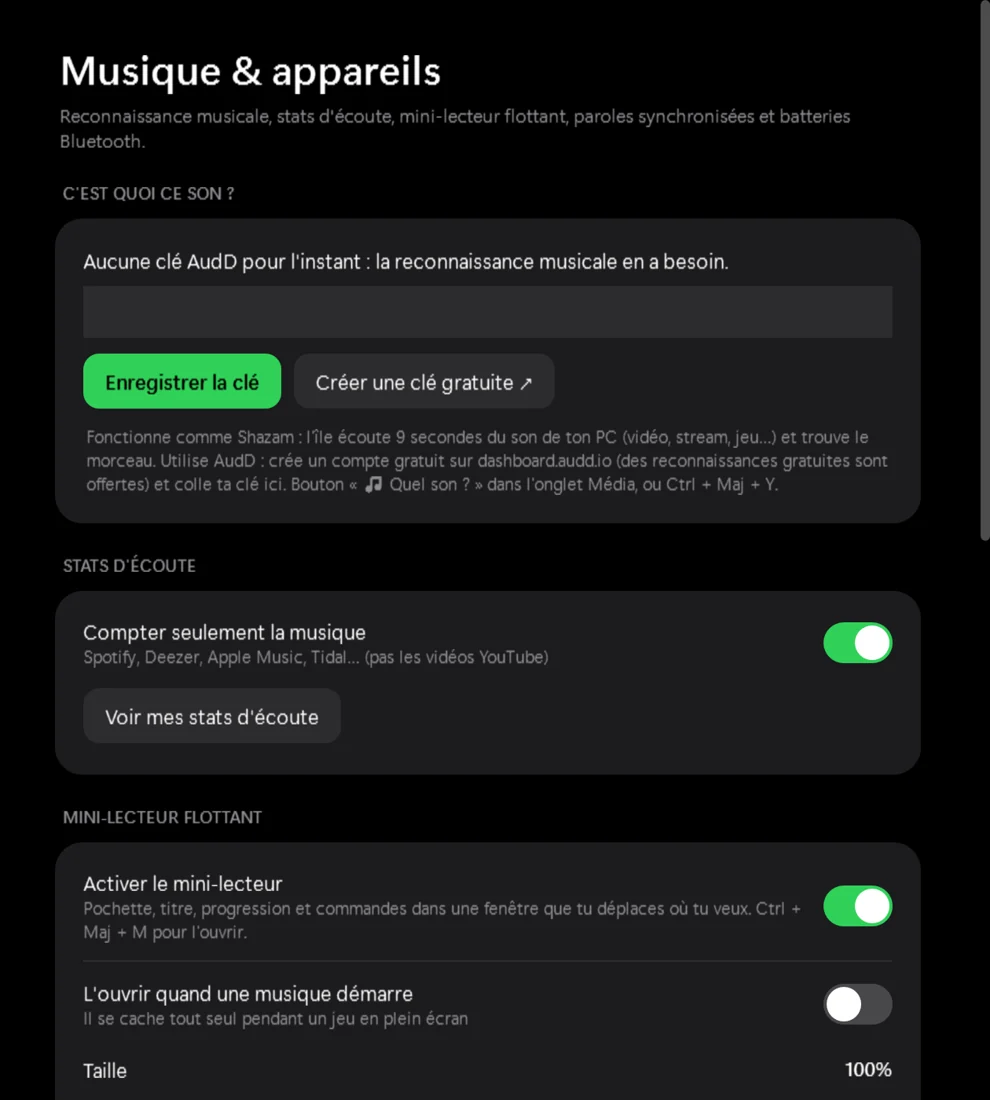 Musique & appareils
Reconnaissance musicale, stats d'écoute, mini-lecteur flottant, paroles synchronisées et batteries
Bluetooth.
C'EST QUOI CE SON ?
Aucune clé AudD pour l'instant : la reconnaissance musicale en a besoin.
Enregistrer la clé
Créer une clé gratuite ↗
Fonctionne comme Shazam : l'île écoute 9 secondes du son de ton PC (vidéo, stream, jeu...) et trouve le
morceau. Utilise AudD : crée un compte gratuit sur dashboard.audd.io (des reconnaissances gratuites sont
offertes) et colle ta clé ici. Bouton « 🎵 Quel son ? » dans l'onglet Média, ou Ctrl + Maj + Y.
STATS D'ÉCOUTE
Compter seulement la musique
Spotify, Deezer, Apple Music, Tidal... (pas les vidéos YouTube)
Voir mes stats d'écoute
MINI-LECTEUR FLOTTANT
Activer le mini-lecteur
Pochette, titre, progression et commandes dans une fenêtre que tu déplaces où tu veux. Ctrl +
Maj + M pour l'ouvrir.
L'ouvrir quand une musique démarre
Il se cache tout seul pendant un jeu en plein écran
Taille
100%